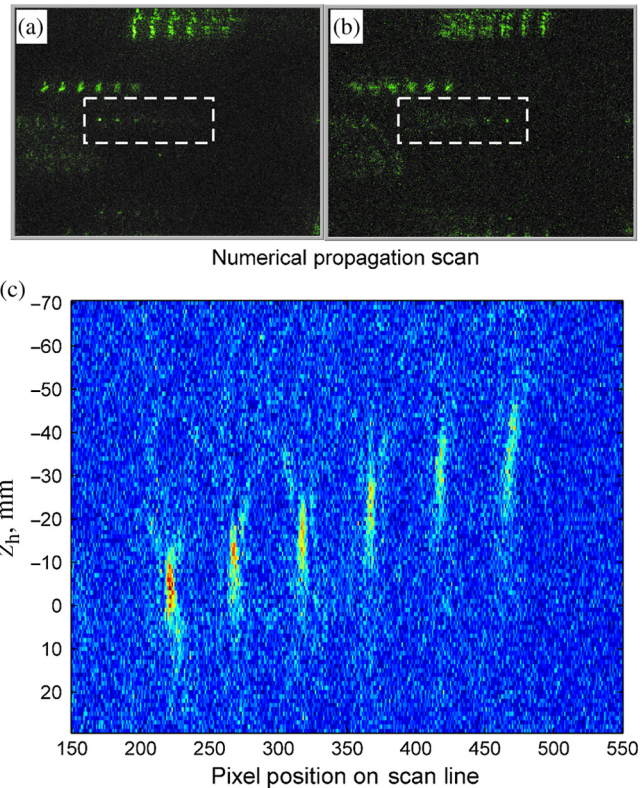 (a)
(b)
Numerical propagation scan
(c)
−70
−60
−50
−40
−30
−20
−10
0
10
20
Zh, mm
150 200 250 300 350 400 450 500 550
Pixel position on scan line